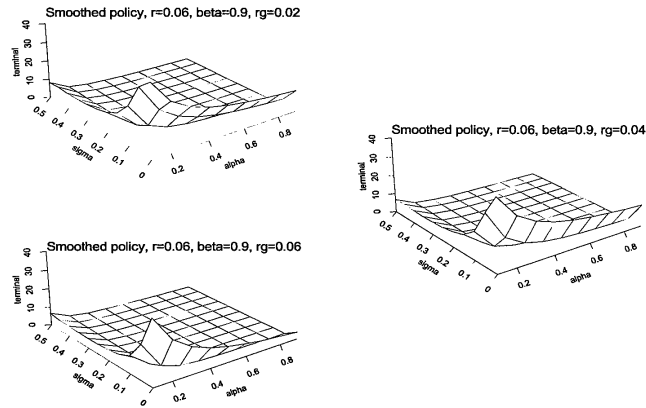 Smoothed policy, r=0.06, beta=0.9, rg=0.02
terminal
0 10 20 30 40
0.5 0.4 0.3 0.2 0.1 0
sigma
0.2 0.4 0.6 0.8
alpha
Smoothed policy, r=0.06, beta=0.9, rg=0.04
terminal
0 10 20 30 40
0.5 0.4 0.3 0.2 0.1 0
sigma
0.2 0.4 0.6 0.8
alpha
Smoothed policy, r=0.06, beta=0.9, rg=0.06
terminal
0 10 20 30 40
0.5 0.4 0.3 0.2 0.1 0
sigma
0.2 0.4 0.6 0.8
alpha